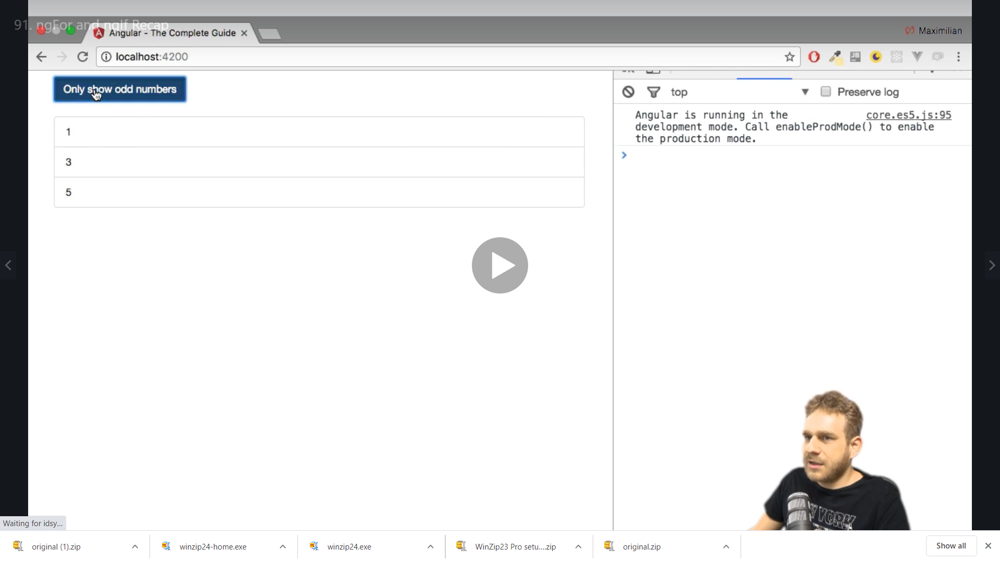 91. ngFor and ngIf Recap
Angular - The Complete Guide
Maximilian
localhost:4200
JB
Only show odd numbers
top
Preserve log
Angular is running in the
core.es5.js:95
development mode. Call enableProdMode() to enable
the production mode.
1
3
5
YORK
Waiting for idsy...
original (1).zip
winzip24-home.exe
winzip24.exe
WinZip23 Pro setu....zip
original.zip
Show all